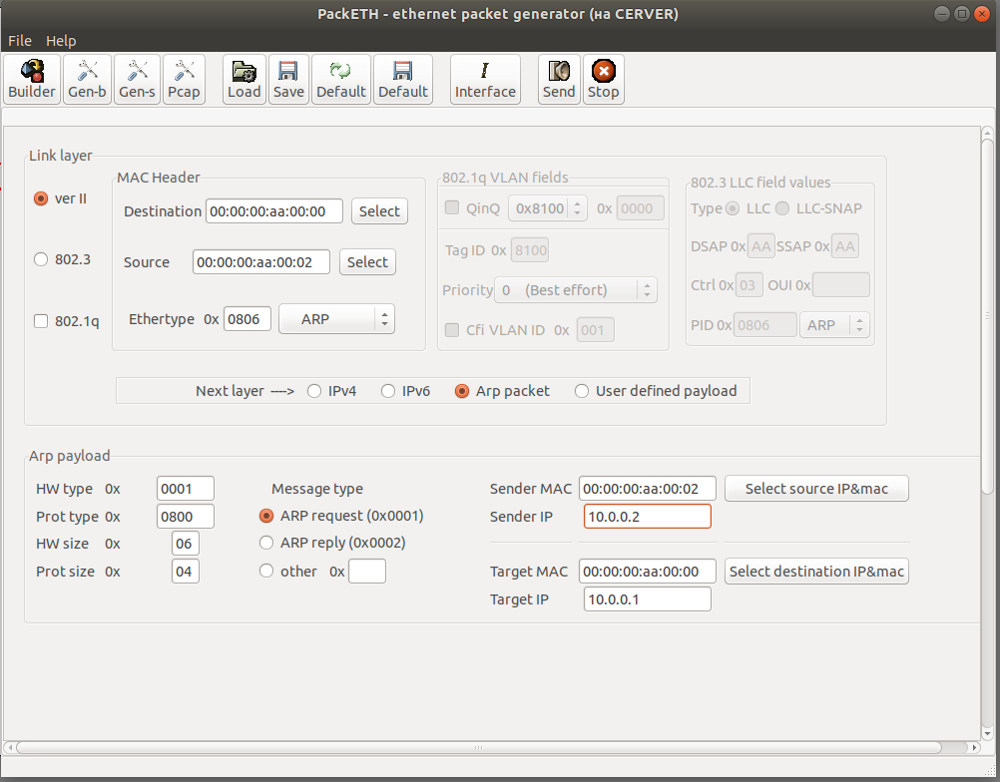 PackETH - ethernet packet generator (на CERVER)
File Help
Builder Gen-b Gen-s Pcap Load Save Default Default Interface Send Stop
Link layer
MAC Header
802.1q VLAN fields
802.3 LLC field values
ver II
802.3
802.1q
Destination 00:00:00:aa:00:00 Select
Source 00:00:00:aa:00:02 Select
Ethertype 0x 0806 ARP
QinQ 0x8100 0x 0000
Tag ID 0x 8100
Priority 0 (Best effort)
Cfi VLAN ID 0x 001
Type LLC LLC-SNAP
DSAP 0x AA SSAP 0x AA
Ctrl 0x 03 OUI 0x
PID 0x 0806 ARP
Next layer ----> IPv4 IPv6 Arp packet User defined payload
Arp payload
HW type 0x 0001
Prot type 0x 0800
HW size 0x 06
Prot size 0x 04
Message type
ARP request (0x0001)
ARP reply (0x0002)
other 0x
Sender MAC 00:00:00:aa:00:02 Select source IP&mac
Sender IP 10.0.0.2
Target MAC 00:00:00:aa:00:00 Select destination IP&mac
Target IP 10.0.0.1